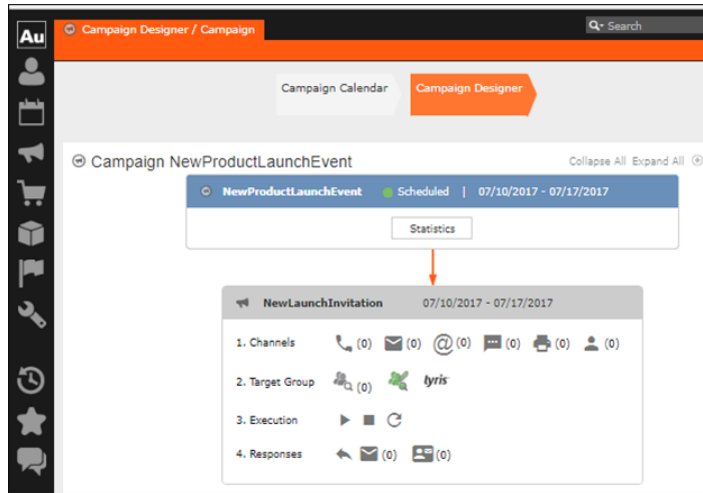 Au
Campaign Designer / Campaign
Search
Campaign Calendar
Campaign Designer
Campaign NewProductLaunchEvent
Collapse All Expand All
NewProductLaunchEvent Scheduled | 07/10/2017 - 07/17/2017
Statistics
NewLaunchInvitation 07/10/2017 - 07/17/2017
1. Channels (0) (0) @ (0) (0) (0) (0)
2. Target Group (0) lyris
3. Execution
4. Responses (0) (0)